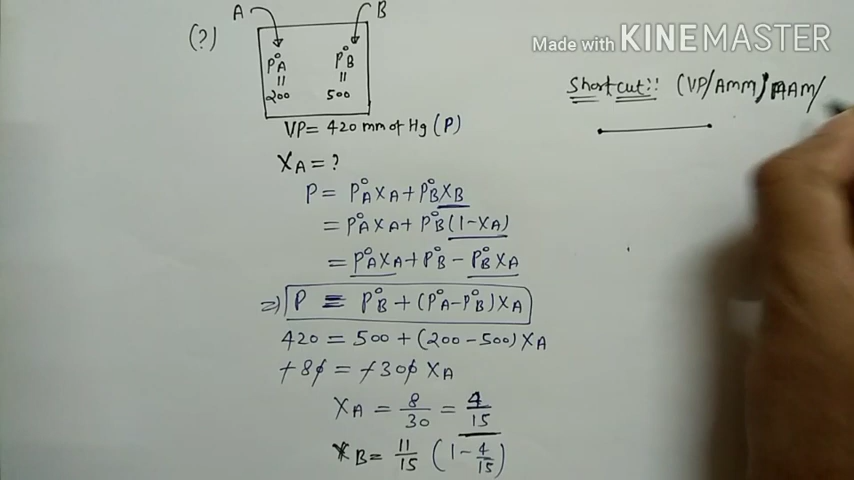 Made with KINEMASTER
A B
(?)
P°A P°B
|| ||
200 500
Shortcut!! (VP/AMM) AAM/
VP = 420 mm of Hg (P)
XA = ?
P = P°A XA + P°B XB
= P°A XA + P°B (1-XA)
= P°A XA + P°B - P°B XA
⇒ P = P°B + (P°A - P°B) XA
420 = 500 + (200 - 500) XA
+80 = +300 XA
XA = 8/30 = 4/15
XB = 11/15 (1 - 4/15)